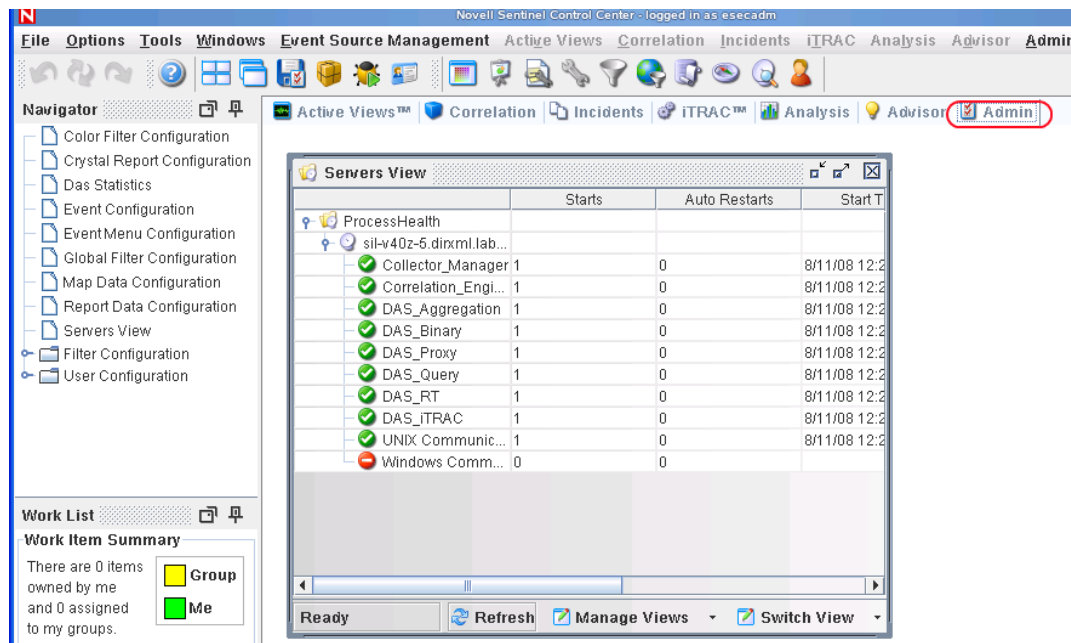 N
Novell Sentinel Control Center - logged in as esecadm
File Options Tools Windows Event Source Management Active Views Correlation Incidents iTRAC Analysis Advisor Admin
Navigator
Active Views™ Correlation Incidents iTRAC™ Analysis Advisor Admin
Color Filter Configuration
Crystal Report Configuration
Das Statistics
Event Configuration
EventMenu Configuration
Global Filter Configuration
Map Data Configuration
Report Data Configuration
Servers View
Filter Configuration
User Configuration
Servers View
Starts Auto Restarts Start T
ProcessHealth
sil-v40z-5.dirxml.lab...
Collector_Manager 1 0 8/11/08 12:2
Correlation_Engi... 1 0 8/11/08 12:2
DAS_Aggregation 1 0 8/11/08 12:2
DAS_Binary 1 0 8/11/08 12:2
DAS_Proxy 1 0 8/11/08 12:2
DAS_Query 1 0 8/11/08 12:2
DAS_RT 1 0 8/11/08 12:2
DAS_iTRAC 1 0 8/11/08 12:2
UNIX Communic... 1 0 8/11/08 12:2
Windows Comm... 0 0
Ready Refresh Manage Views Switch View
Work List
Work Item Summary
There are 0 items
owned by me
and 0 assigned
to my groups.
Group
Me